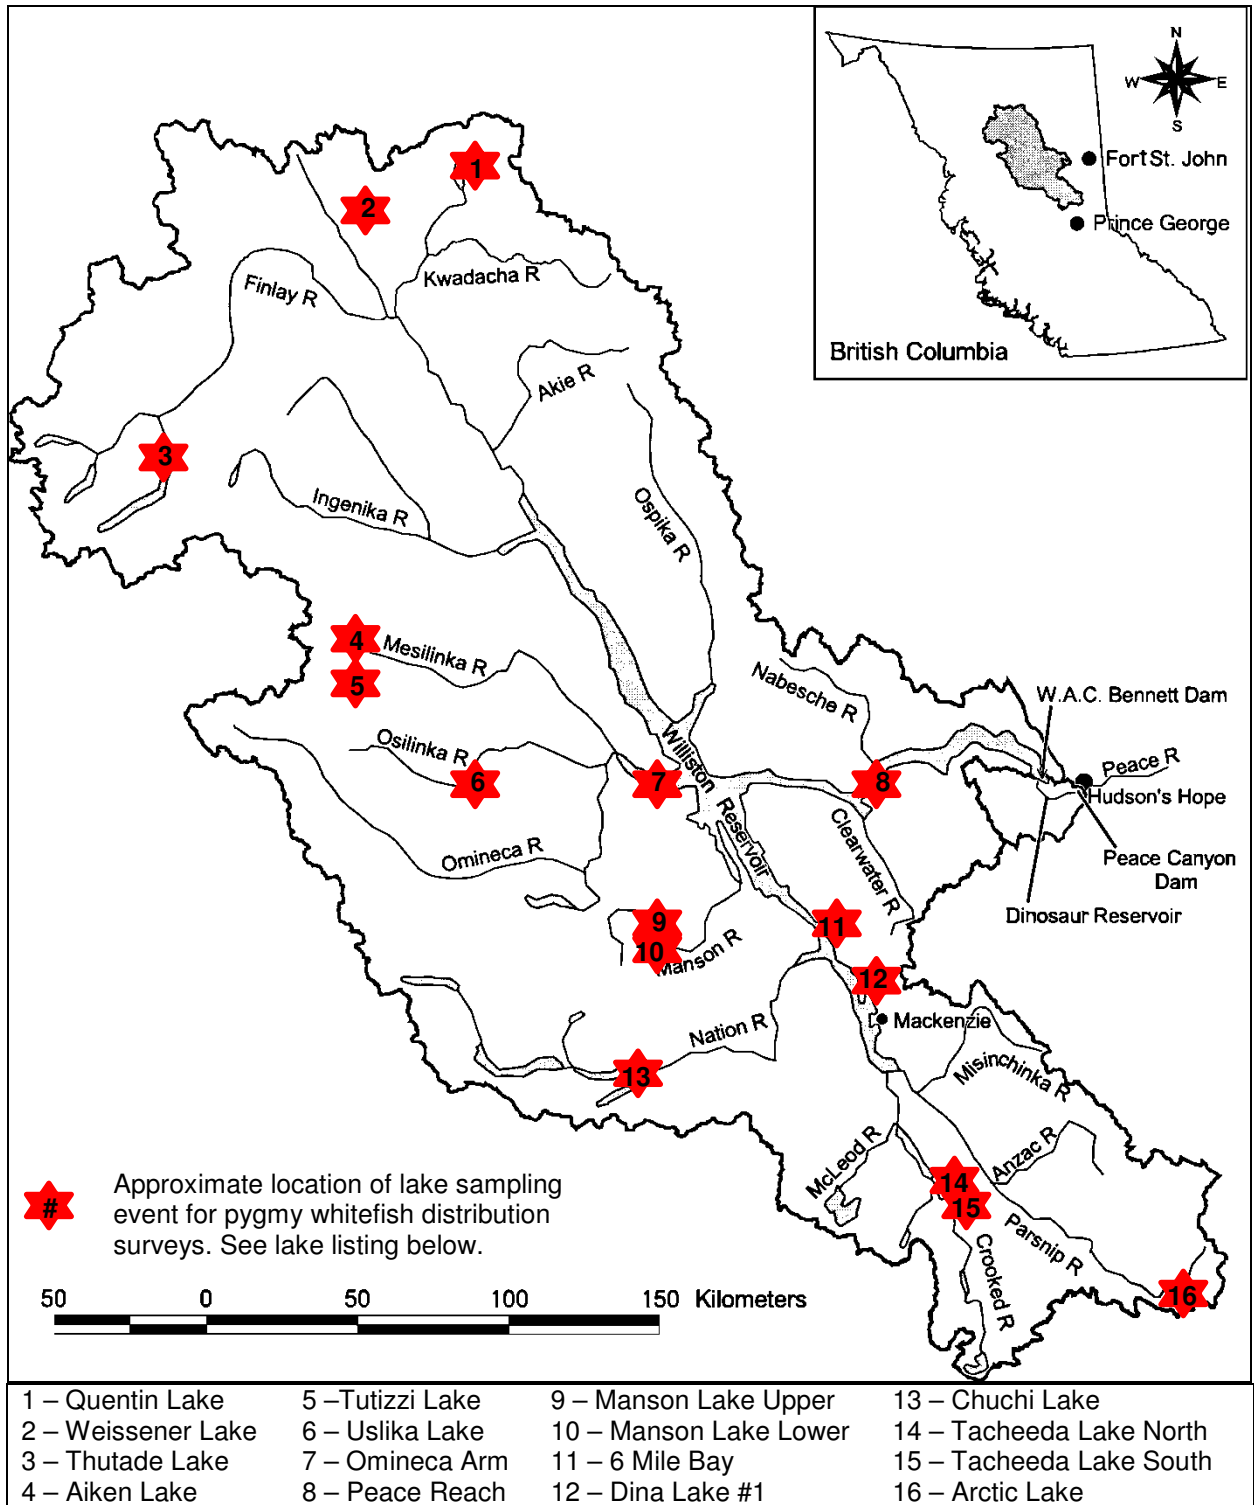 N
W E
S
Fort St. John
Prince George
British Columbia
1
2
Kwadacha R
Finlay R
Akie R
3
Ingenika R
Ospika R
4
Mesilinka R
5
Nabesche R
W.A.C. Bennett Dam
Osilinka R
Williston Reservoir
6
7
8
Peace R
Hudson's Hope
Omineca R
Clearwater R
Peace Canyon
Dam
Dinosaur Reservoir
9
10
Manson R
11
12
Mackenzie
Nation R
Misinchinka R
13
McLeod R
Anzac R
14
15
Parsnip R
Crooked R
16
#
Approximate location of lake sampling
event for pygmy whitefish distribution
surveys. See lake listing below.
50 0 50 100 150 Kilometers
1 – Quentin Lake 5 –Tutizzi Lake 9 – Manson Lake Upper 13 – Chuchi Lake
2 – Weissener Lake 6 – Uslika Lake 10 – Manson Lake Lower 14 – Tacheeda Lake North
3 – Thutade Lake 7 – Omineca Arm 11 – 6 Mile Bay 15 – Tacheeda Lake South
4 – Aiken Lake 8 – Peace Reach 12 – Dina Lake #1 16 – Arctic Lake